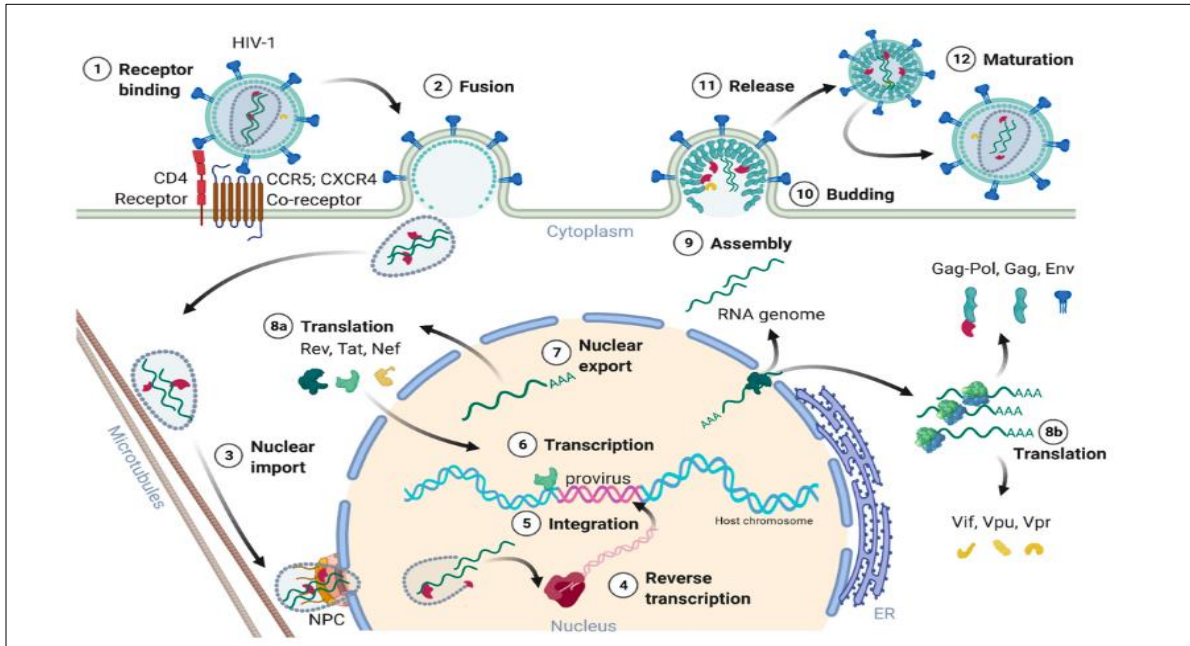 HIV-1
1 Receptor
binding
2 Fusion
11 Release
12 Maturation
CD4
Receptor
CCR5; CXCR4
Co-receptor
10 Budding
Cytoplasm
9 Assembly
Gag-Pol, Gag, Env
RNA genome
8a Translation
Rev, Tat, Nef
7 Nuclear
export
AAA
AAA
AAA
AAA
AAA
8b
Translation
Microtubules
3 Nuclear
import
6 Transcription
provirus
5 Integration
Host chromosome
Vif, Vpu, Vpr
4 Reverse
transcription
NPC
Nucleus
ER